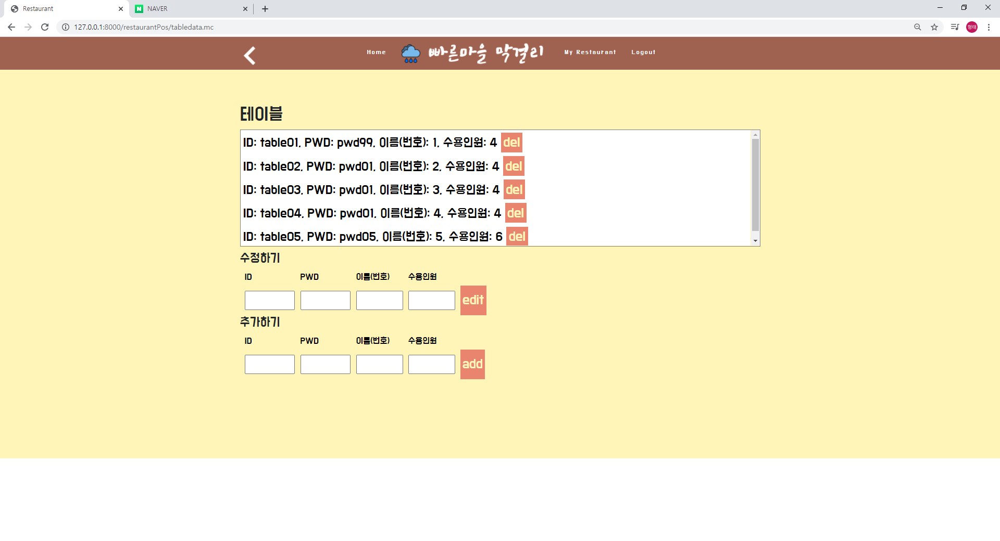 Restaurant
NAVER
127.0.0.1:8000/restaurantPos/tabledata.mc
형태
Home
빠른마을 막걸리
My Restaurant
Logout
테이블
ID: table01, PWD: pwd99, 이름(번호): 1, 수용인원: 4 del
ID: table02, PWD: pwd01, 이름(번호): 2, 수용인원: 4 del
ID: table03, PWD: pwd01, 이름(번호): 3, 수용인원: 4 del
ID: table04, PWD: pwd01, 이름(번호): 4, 수용인원: 4 del
ID: table05, PWD: pwd05, 이름(번호): 5, 수용인원: 6 del
수정하기
ID PWD 이름(번호) 수용인원
edit
추가하기
ID PWD 이름(번호) 수용인원
add